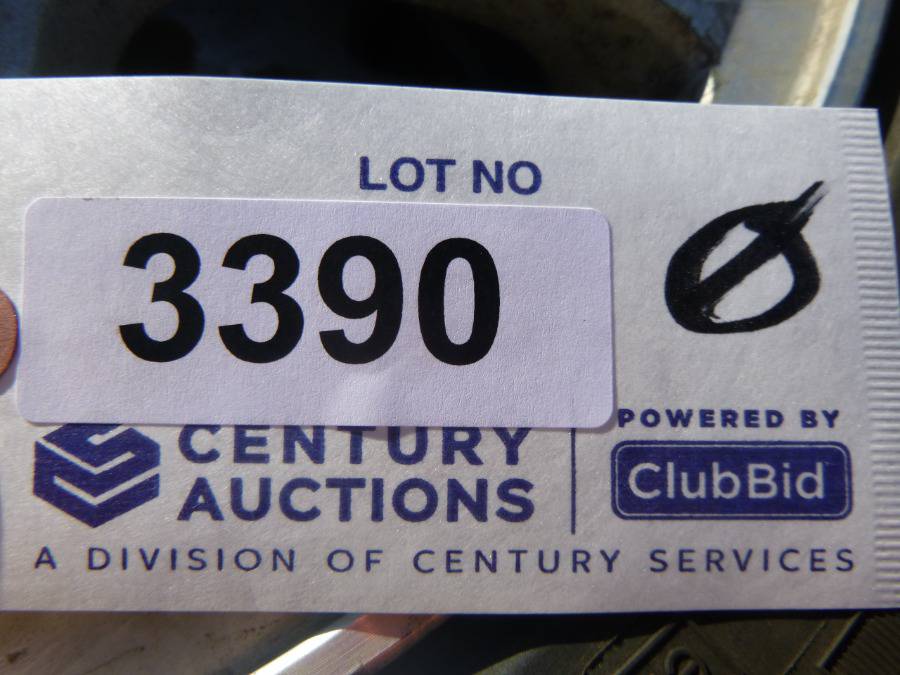 LOT NO
3390
Ø
CENTURY
AUCTIONS
POWERED BY
ClubBid
A DIVISION OF CENTURY SERVICES